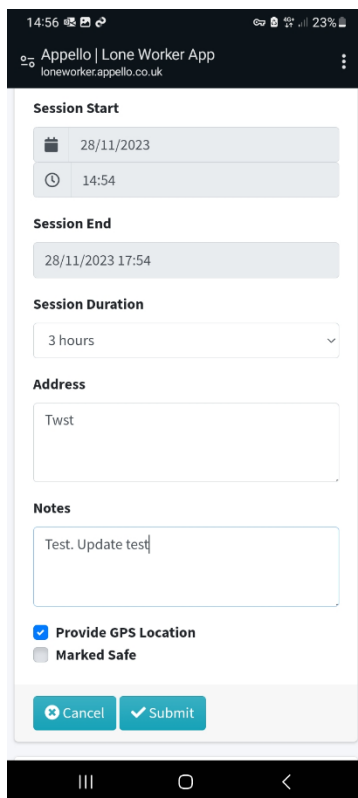 14:56 4G+ 23%
Appello | Lone Worker App
loneworker.appello.co.uk
Session Start
28/11/2023
14:54
Session End
28/11/2023 17:54
Session Duration
3 hours
Address
Twst
Notes
Test. Update test
Provide GPS Location
Marked Safe
Cancel Submit